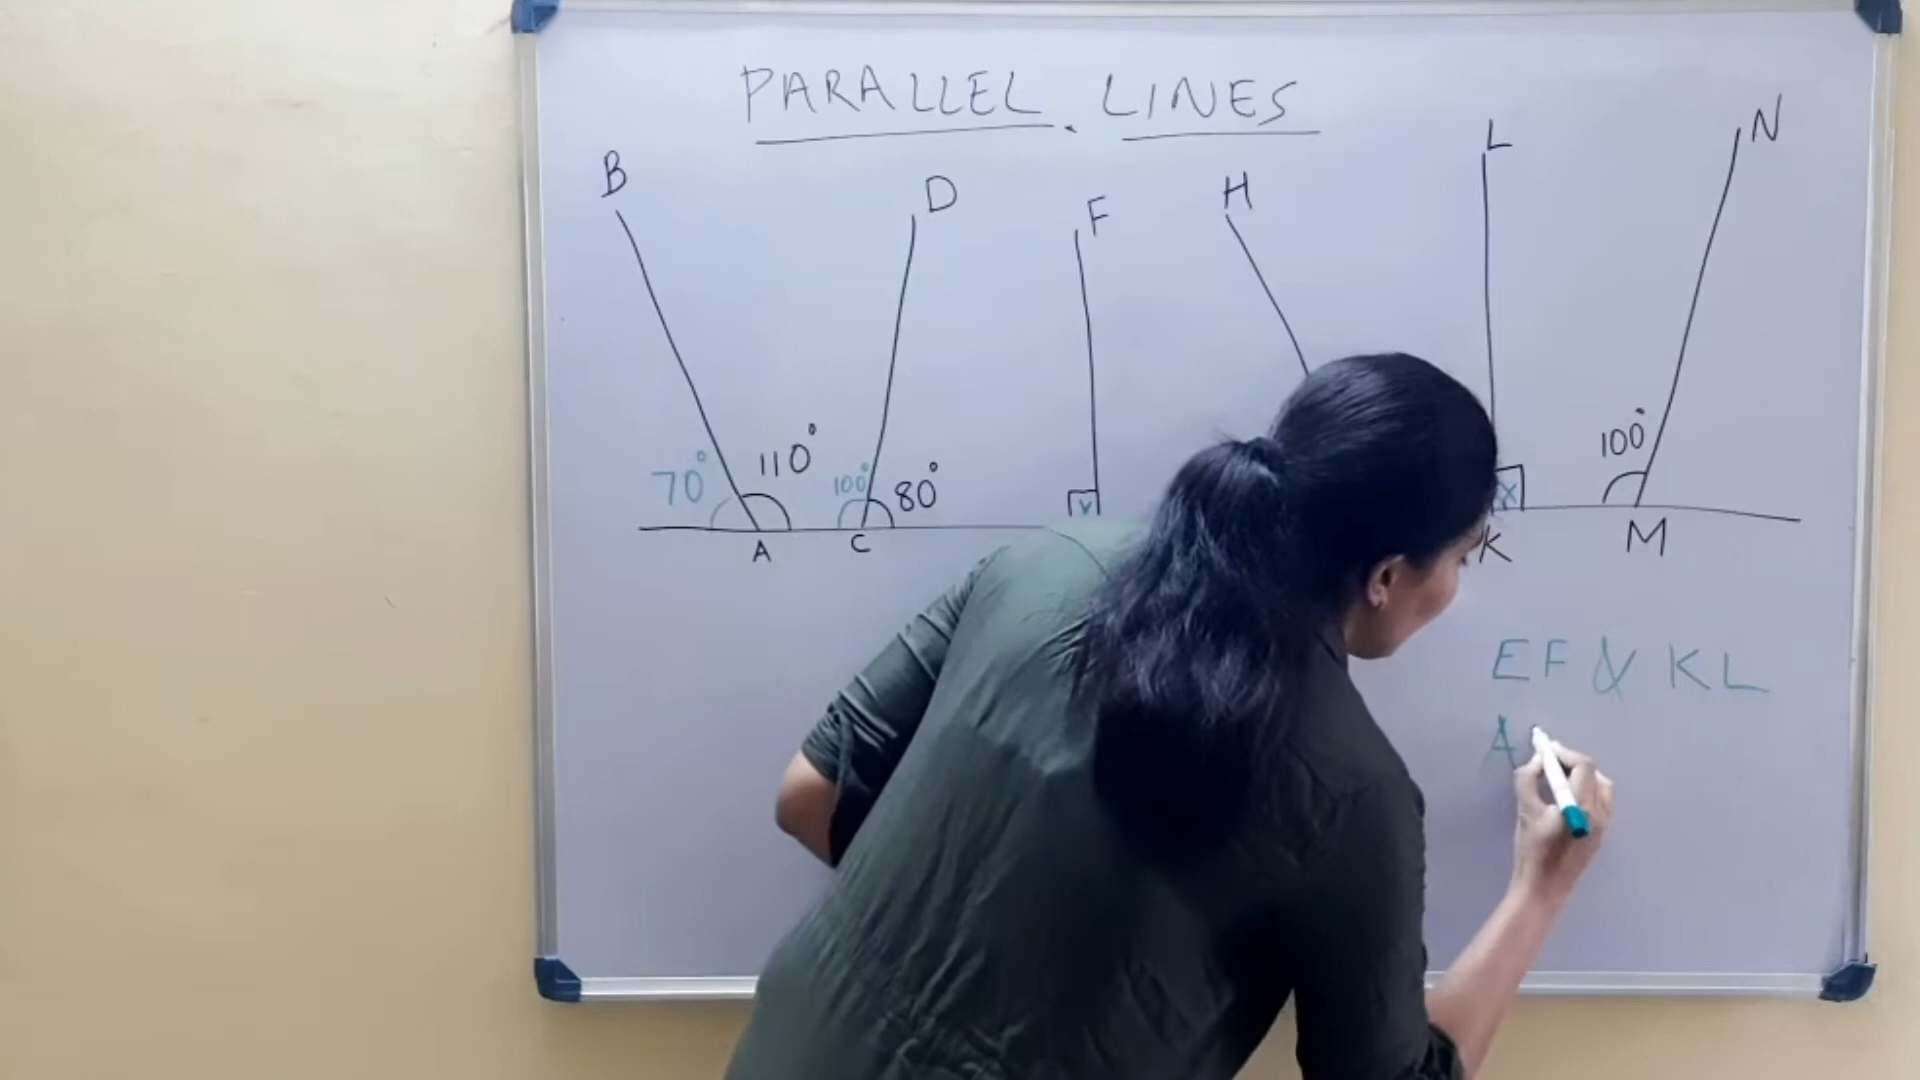 PARALLEL LINES
B D F H L N
70° 110° 100° 80° 100°
A C K M
EF & KL
A